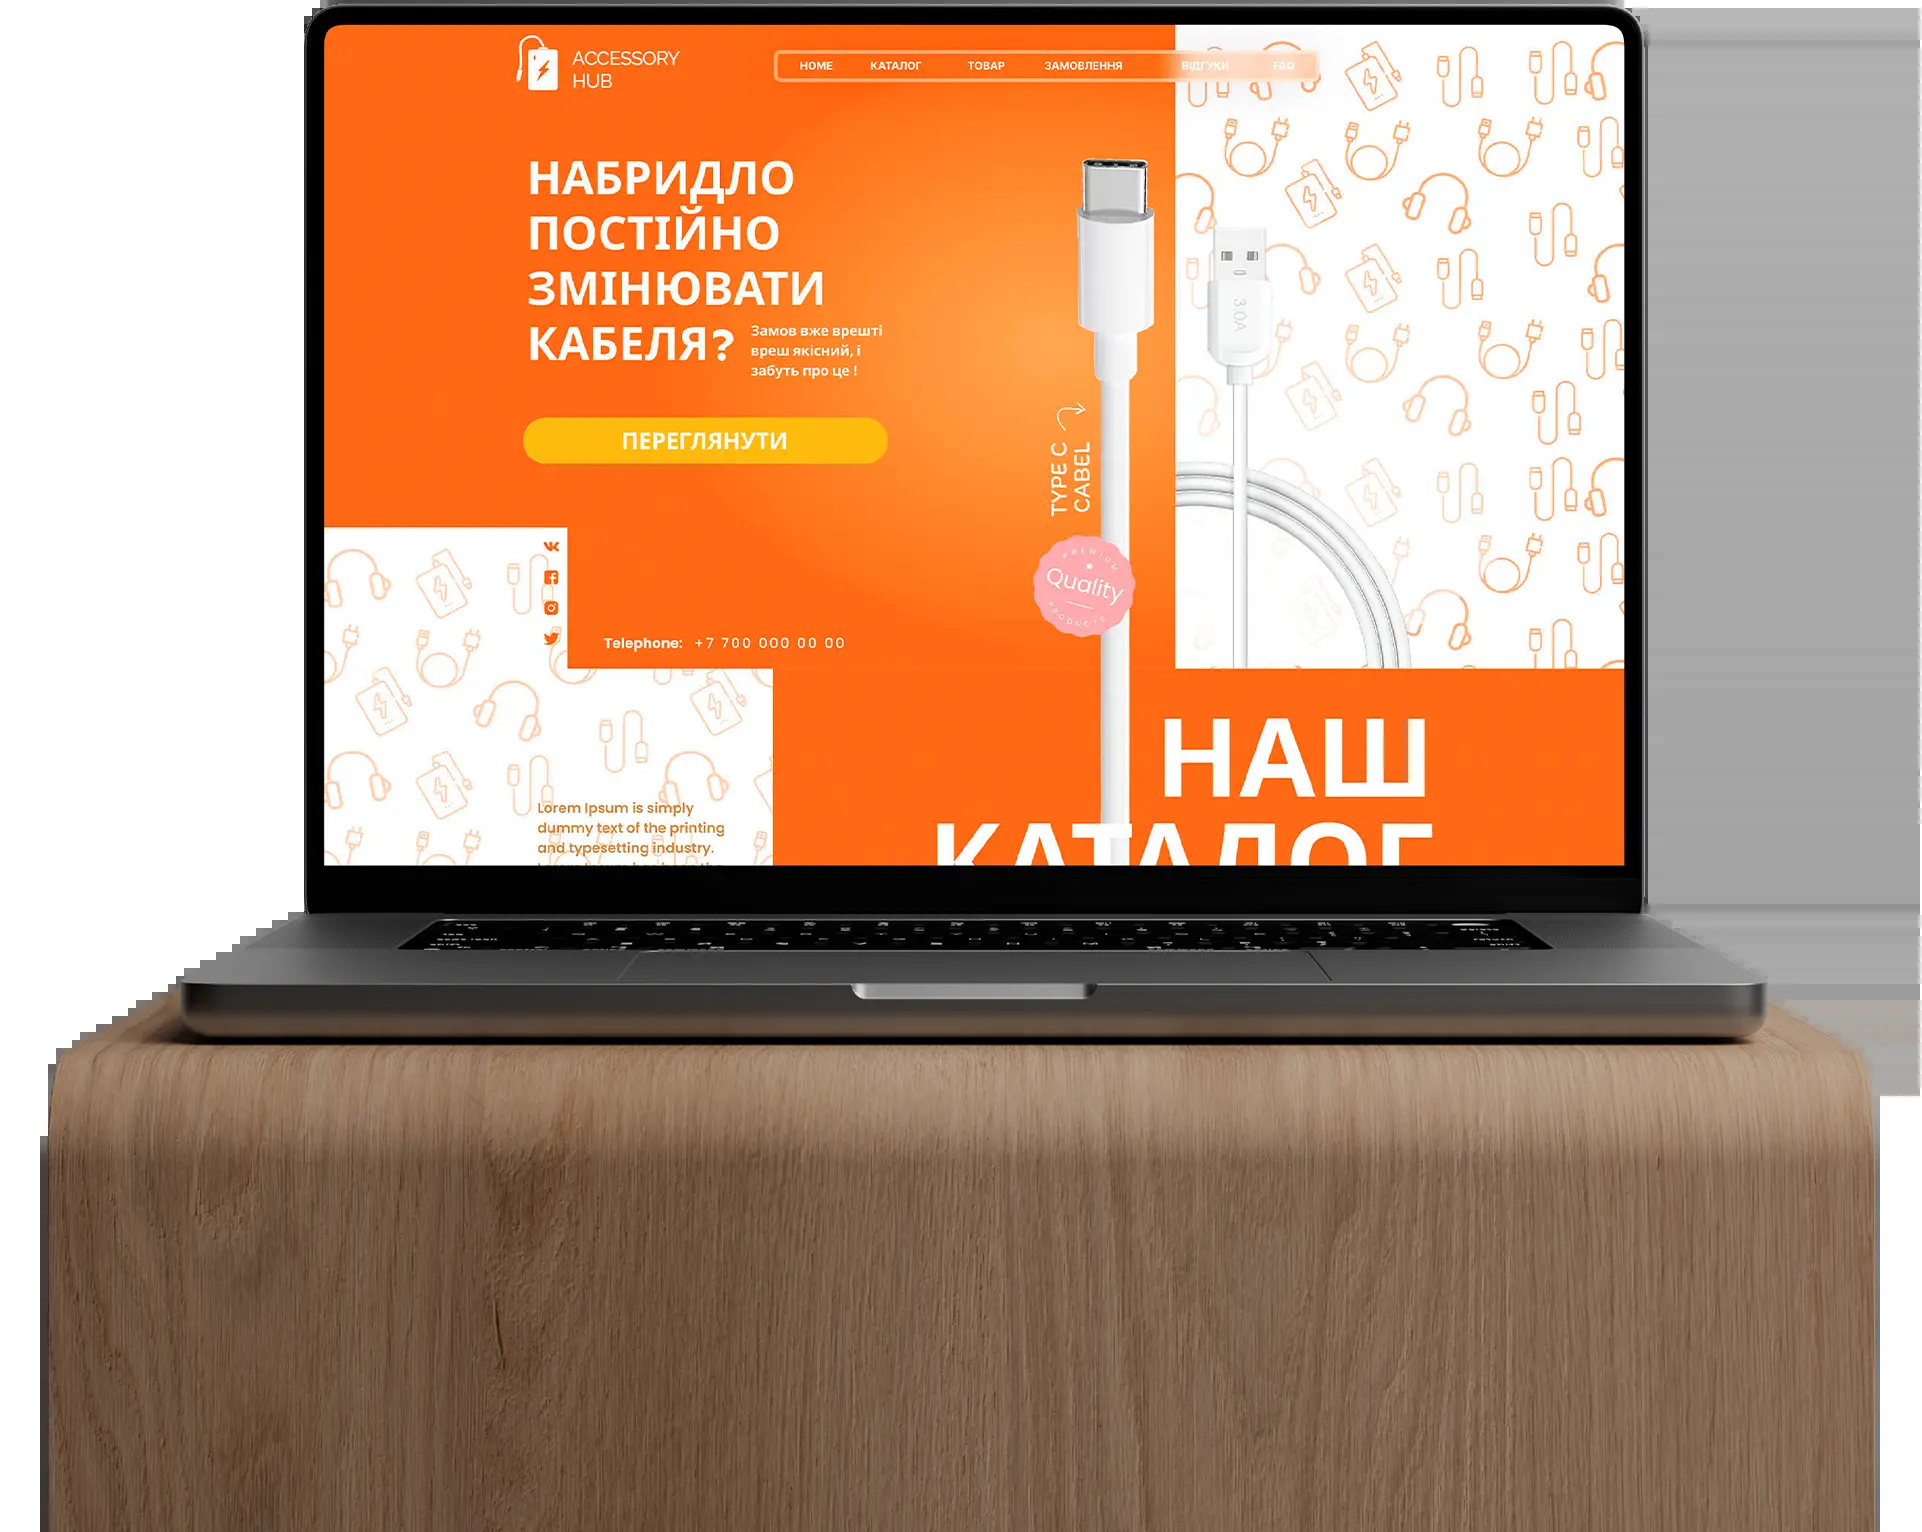 ACCESSORY
HUB
HOME КАТАЛОГ ТОВАР ЗАМОВЛЕННЯ ВІДГУКИ FAQ
НАБРИДЛО
ПОСТІЙНО
ЗМІНЮВАТИ
КАБЕЛЯ?
Замов вже врешті
вреш якісний, і
забуть про це !
ПЕРЕГЛЯНУТИ
3.0A
TYPE C
CABEL
PREMIUM
Quality
PRODUCTS
Telephone: +7 700 000 00 00
НАШ
КАТАЛОГ
Lorem Ipsum is simply
dummy text of the printing
and typesetting industry.